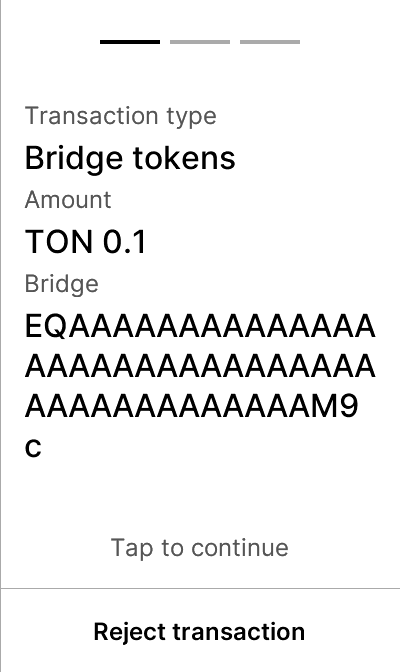 Transaction type
Bridge tokens
Amount
TON 0.1
Bridge
EQAAAAAAAAAAAAAA
AAAAAAAAAAAAAAAA
AAAAAAAAAAAAAM9
c
Tap to continue
Reject transaction